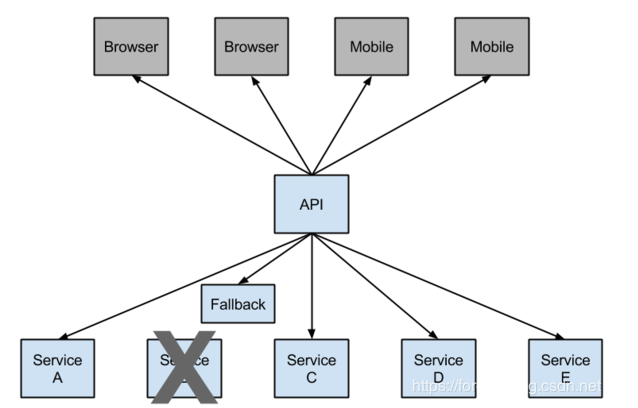 Browser
Browser
Mobile
Mobile
API
Fallback
Service
A
Service
C
Service
D
Service
E